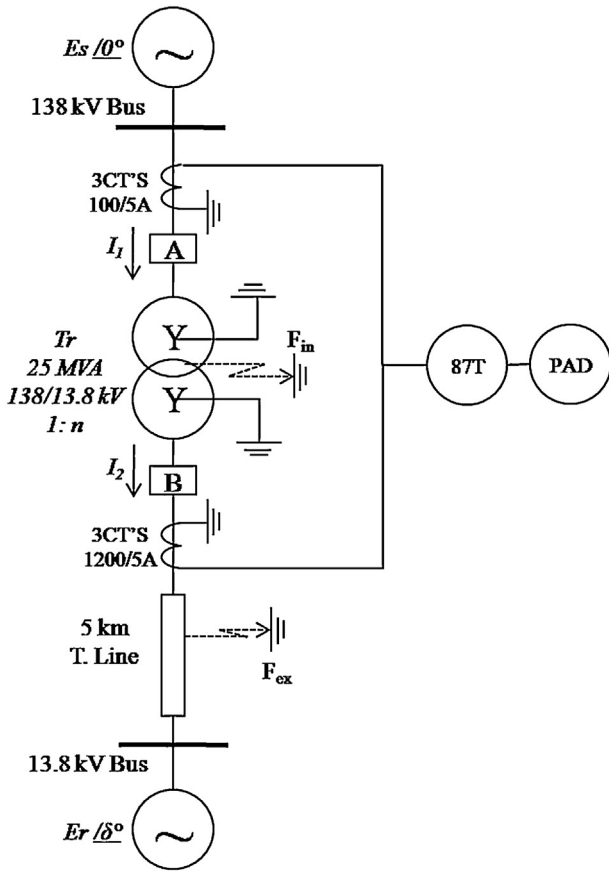 Es /0°
138 kV Bus
3CT'S
100/5A
I1
A
Y
Tr
25 MVA
138/13.8 kV
1: n
Fin
Y
87T
PAD
I2
B
3CT'S
1200/5A
5 km
T. Line
Fex
13.8 kV Bus
Er /δ°